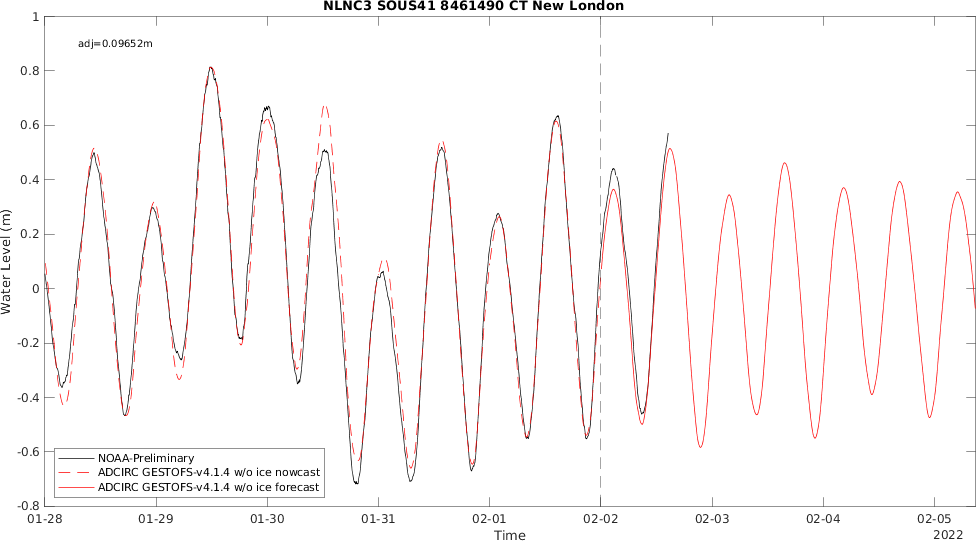 NLNC3 SOUS41 8461490 CT New London
adj=0.09652m
1
0.8
0.6
0.4
0.2
0
-0.2
-0.4
-0.6
-0.8
Water Level (m)
NOAA-Preliminary
ADCIRC GESTOFS-v4.1.4 w/o ice nowcast
ADCIRC GESTOFS-v4.1.4 w/o ice forecast
01-28 01-29 01-30 01-31 02-01 02-02 02-03 02-04 02-05
Time
2022